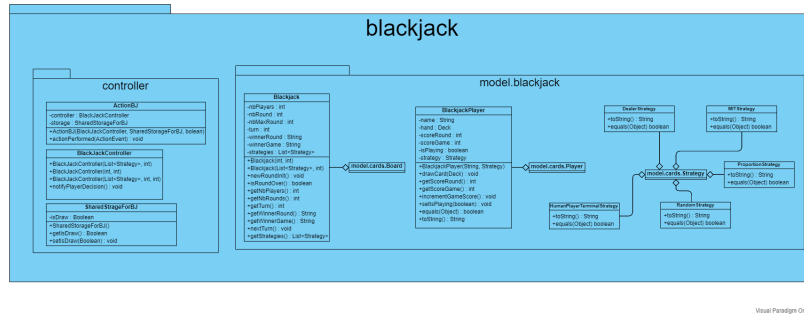 blackjack
controller
ActionBJ
-controller : BlackJackController
-storage : SharedStorageForBJ
+ActionBJ(BlackJackController, SharedStorageForBJ, bolean)
+actionPerformed(ActionEvent) : void
BlackJackController
+BlackJackController(List<Strategy>, int)
+BlackJackController(int, int)
+BlackJackController(List<Strategy>, int, int)
+notifyPlayerDecision() : void
SharedStrageForBJ
-isDraw : Boolean
+SharedStorageForBJ()
+getisDraw() : Boolean
+setisDraw(Boolean) : void
model.blackjack
Blackjack
-nbPlayers : int
-nbRound : int
-nbMaxRound : int
-turn : int
-winnerRound : String
-winnerGame : String
-strategies : List<Strategy>
+Blackjack(int, int)
+Blackjack(List<Strategy>, int)
+newRoundInit() : void
+isRoundOver() : boolean
+getNbPlayers() : int
+getNbRounds() : int
+getTurn() : int
+getWinnerRound() : String
+getWinnerGame() : String
+nextTurn() : void
+getStrategies() : List<Strategy>
model.cards.Board
BlackjackPlayer
-name : String
-hand : Deck
-scoreRound : int
-scoreGame : int
-isPlaying : boolean
-strategy : Strategy
+BlackjackPlayer(String, Strategy)
+drawCard(Deck) : void
+getScoreRound() : int
+getScoreGame() : int
+incrementGameScore() : void
+setIsPlaying(boolean) : void
+equals(Object) : boolean
+toString() : String
model.cards.Player
DealerStrategy
+toString() : String
+equals(Object) boolean
MITStrategy
+toString() : String
+equals(Object) boolean
ProportionStrategy
+toString() : String
+equals(Object) boolean
model.cards.Strategy
HumanPlayerTerminalStrategy
+toString() : String
+equals(Object) boolean
RandomStrategy
+toString() : String
+equals(Object) boolean
Visual Paradigm On